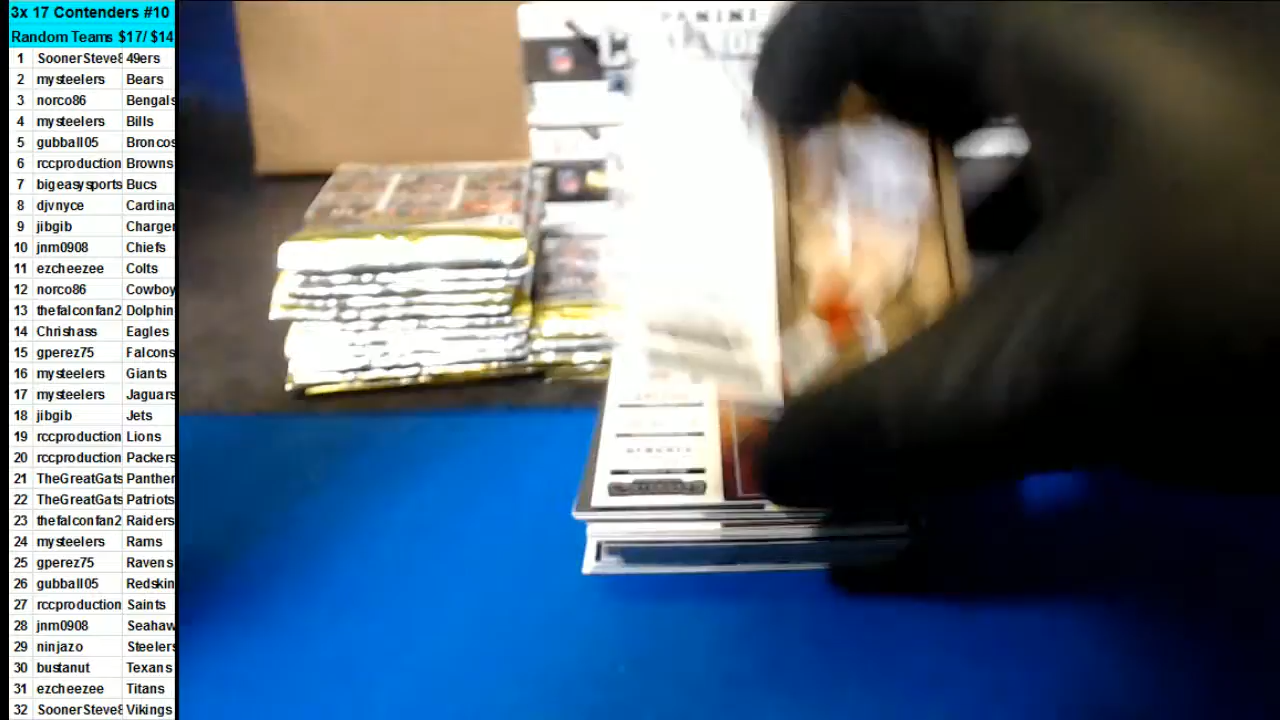 3x 17 Contenders #10
Random Teams $17/ $14
1 SoonerSteve8 49ers
2 mysteelers Bears
3 norco86 Bengals
4 mysteelers Bills
5 gubball05 Broncos
6 rccproduction Browns
7 bigeasysports Bucs
8 djvnyce Cardina
9 jibgib Charger
10 jnm0908 Chiefs
11 ezcheezee Colts
12 norco86 Cowboy
13 thefalconfan2 Dolphin
14 Chrishass Eagles
15 gperez75 Falcons
16 mysteelers Giants
17 mysteelers Jaguars
18 jibgib Jets
19 rccproduction Lions
20 rccproduction Packers
21 TheGreatGats Panther
22 TheGreatGats Patriots
23 thefalconfan2 Raiders
24 mysteelers Rams
25 gperez75 Ravens
26 gubball05 Redskin
27 rccproduction Saints
28 jnm0908 Seahaw
29 ninjazo Steelers
30 bustanut Texans
31 ezcheezee Titans
32 SoonerSteve8 Vikings
PANINI